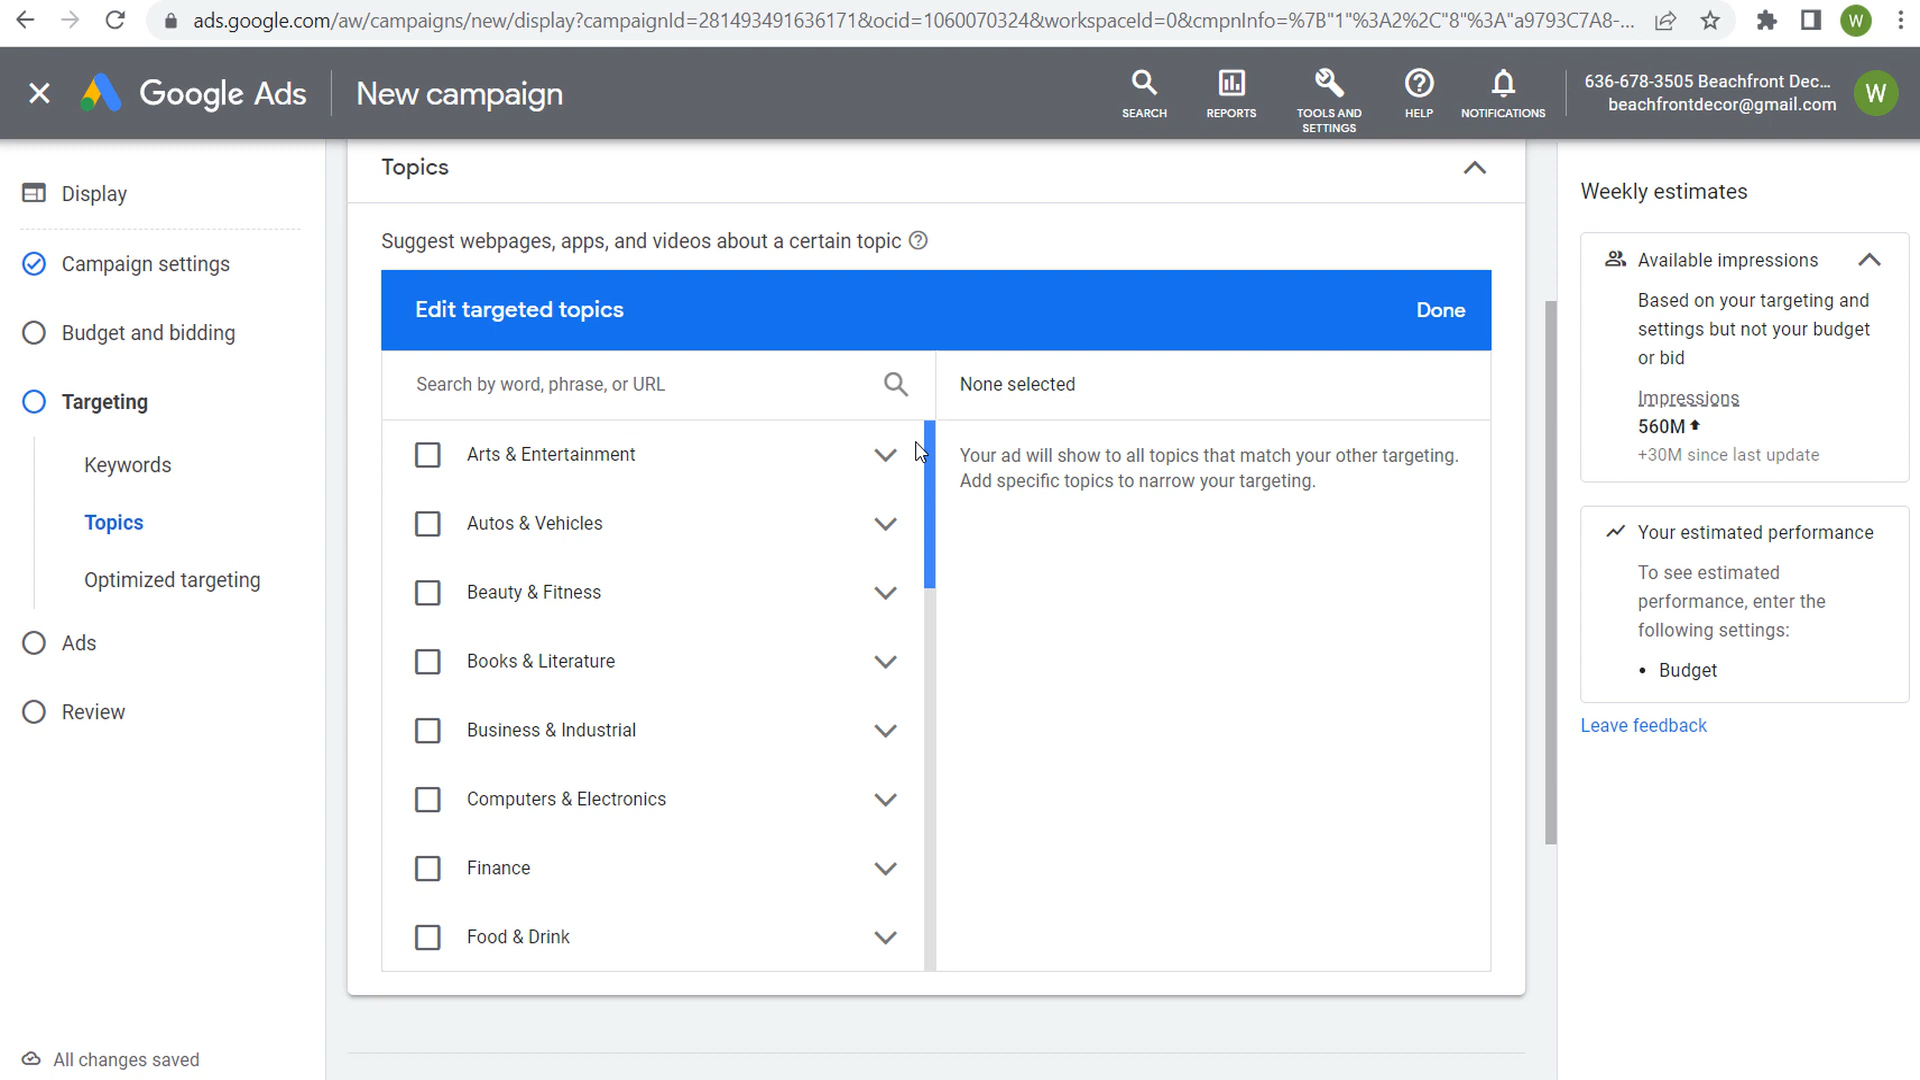 ads.google.com/aw/campaigns/new/display?campaignId=281493491636171&ocid=1060070324&workspaceId=0&cmpnInfo=%7B"1"%3A2%2C"8"%3A"a9793C7A8-...
W
Google Ads
New campaign
SEARCH
REPORTS
TOOLS AND
SETTINGS
HELP
NOTIFICATIONS
636-678-3505 Beachfront Dec...
beachfrontdecor@gmail.com
W
Display
Campaign settings
Budget and bidding
Targeting
Keywords
Topics
Optimized targeting
Ads
Review
All changes saved
Topics
Suggest webpages, apps, and videos about a certain topic
Edit targeted topics
Done
Search by word, phrase, or URL
None selected
Arts & Entertainment
Autos & Vehicles
Beauty & Fitness
Books & Literature
Business & Industrial
Computers & Electronics
Finance
Food & Drink
Your ad will show to all topics that match your other targeting.
Add specific topics to narrow your targeting.
Weekly estimates
Available impressions
Based on your targeting and
settings but not your budget
or bid
Impressions
560M
+30M since last update
Your estimated performance
To see estimated
performance, enter the
following settings:
• Budget
Leave feedback